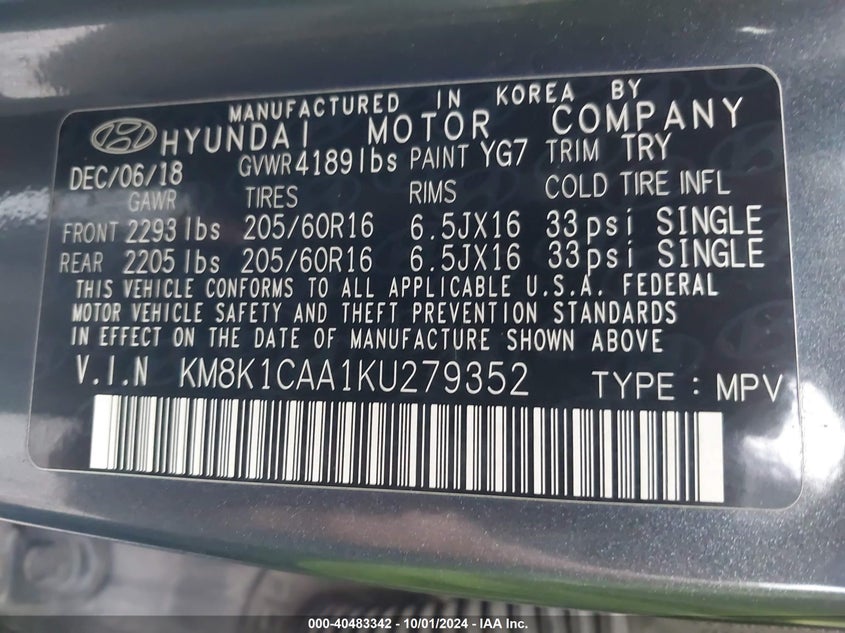 MANUFACTURED IN KOREA BY
HYUNDAI MOTOR COMPANY
DEC/06/18 GVWR 4189lbs PAINT YG7 TRIM TRY
GAWR TIRES RIMS COLD TIRE INFL
FRONT 2293lbs 205/60R16 6.5JX16 33psi SINGLE
REAR 2205lbs 205/60R16 6.5JX16 33psi SINGLE
THIS VEHICLE CONFORMS TO ALL APPLICABLE U.S.A. FEDERAL
MOTOR VEHICLE SAFETY AND THEFT PREVENTION STANDARDS
IN EFFECT ON THE DATE OF MANUFACTURE SHOWN ABOVE
V.I.N KM8K1CAA1KU279352 TYPE : MPV
000-40483342 - 10/01/2024 - IAA Inc.